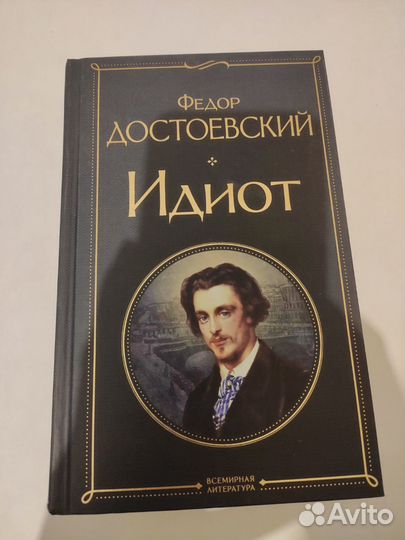 Федор
Достоевский
Идиот
Всемирная
литература
Avito